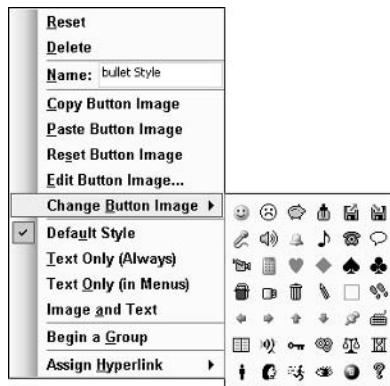 Reset
Delete
Name: bullet Style
Copy Button Image
Paste Button Image
Reset Button Image
Edit Button Image...
Change Button Image
Default Style
Text Only (Always)
Text Only (in Menus)
Image and Text
Begin a Group
Assign Hyperlink